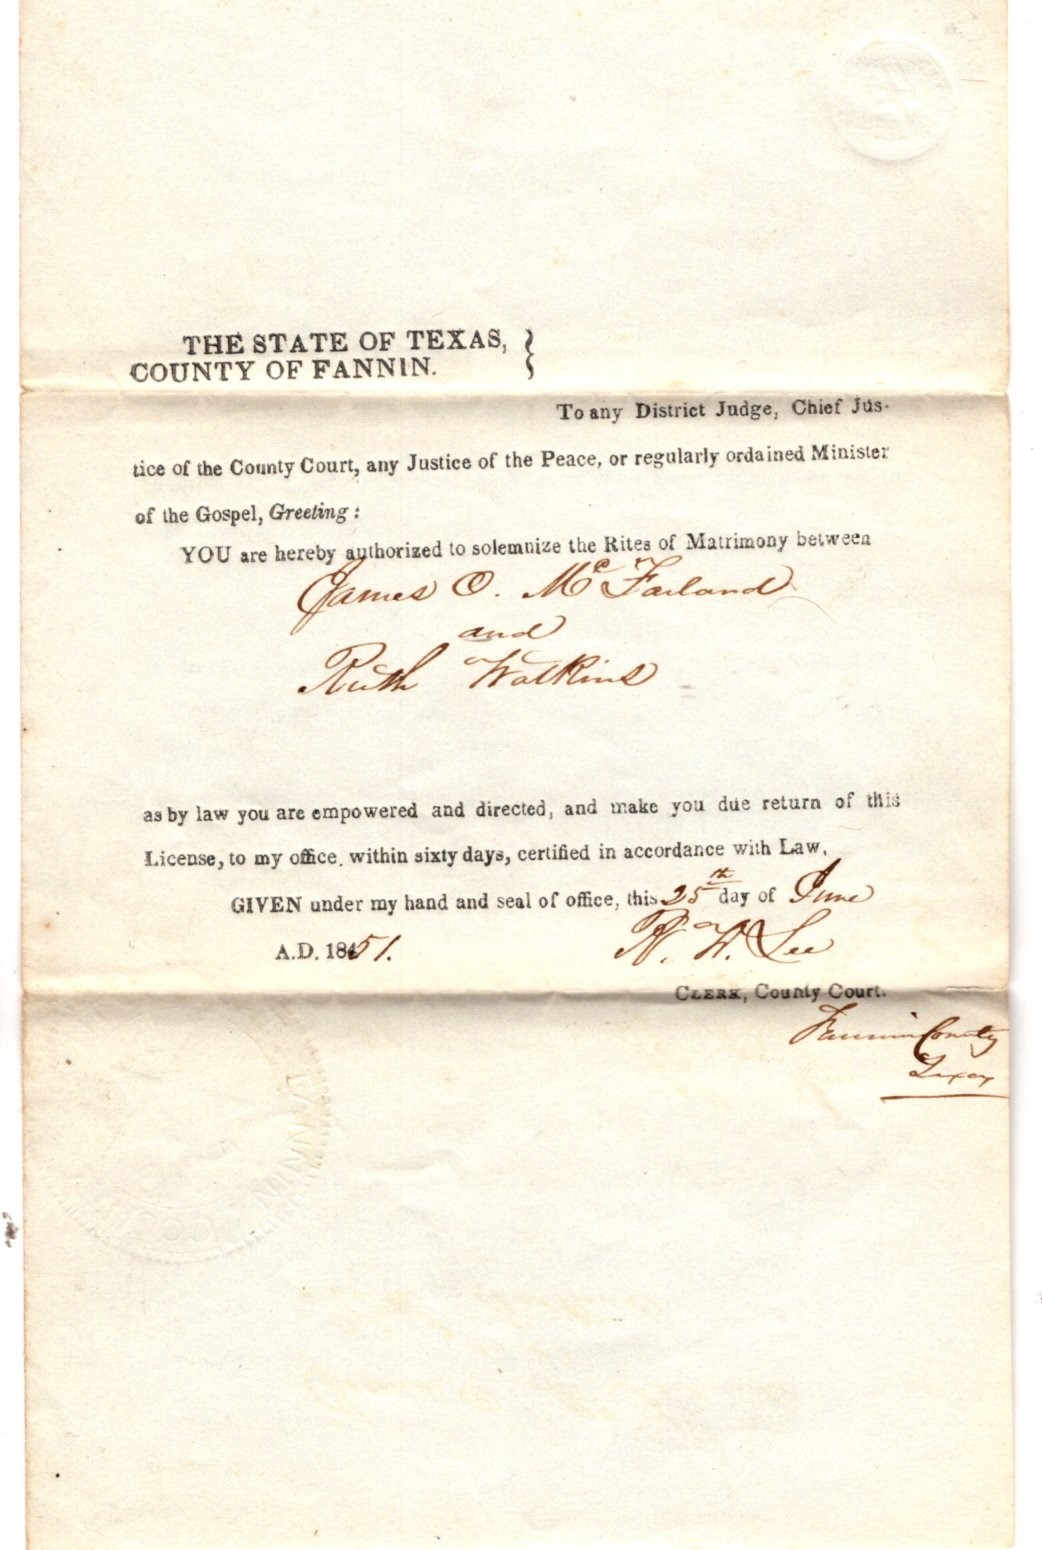 THE STATE OF TEXAS,
COUNTY OF FANNIN.
To any District Judge, Chief Jus-
tice of the County Court, any Justice of the Peace, or regularly ordained Minister
of the Gospel, Greeting:
YOU are hereby authorized to solemnize the Rites of Matrimony between
James O. McFarland
and
Ruth Watkins
as by law you are empowered and directed, and make you due return of this
License, to my office, within sixty days, certified in accordance with Law.
GIVEN under my hand and seal of office, this 25th day of June
A.D. 1851.
W. Lee
CLERK, County Court.
Fannin County
Texas
FANNIN COUNTY